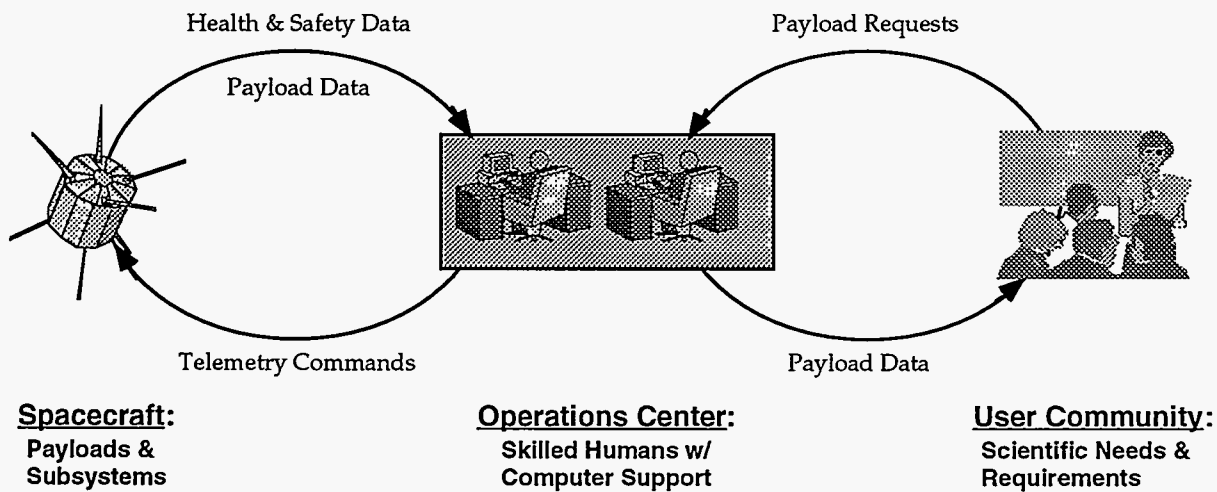 Health & Safety Data
Payload Requests
Payload Data
Telemetry Commands
Payload Data
Spacecraft:
Payloads &
Subsystems
Operations Center:
Skilled Humans w/
Computer Support
User Community:
Scientific Needs &
Requirements